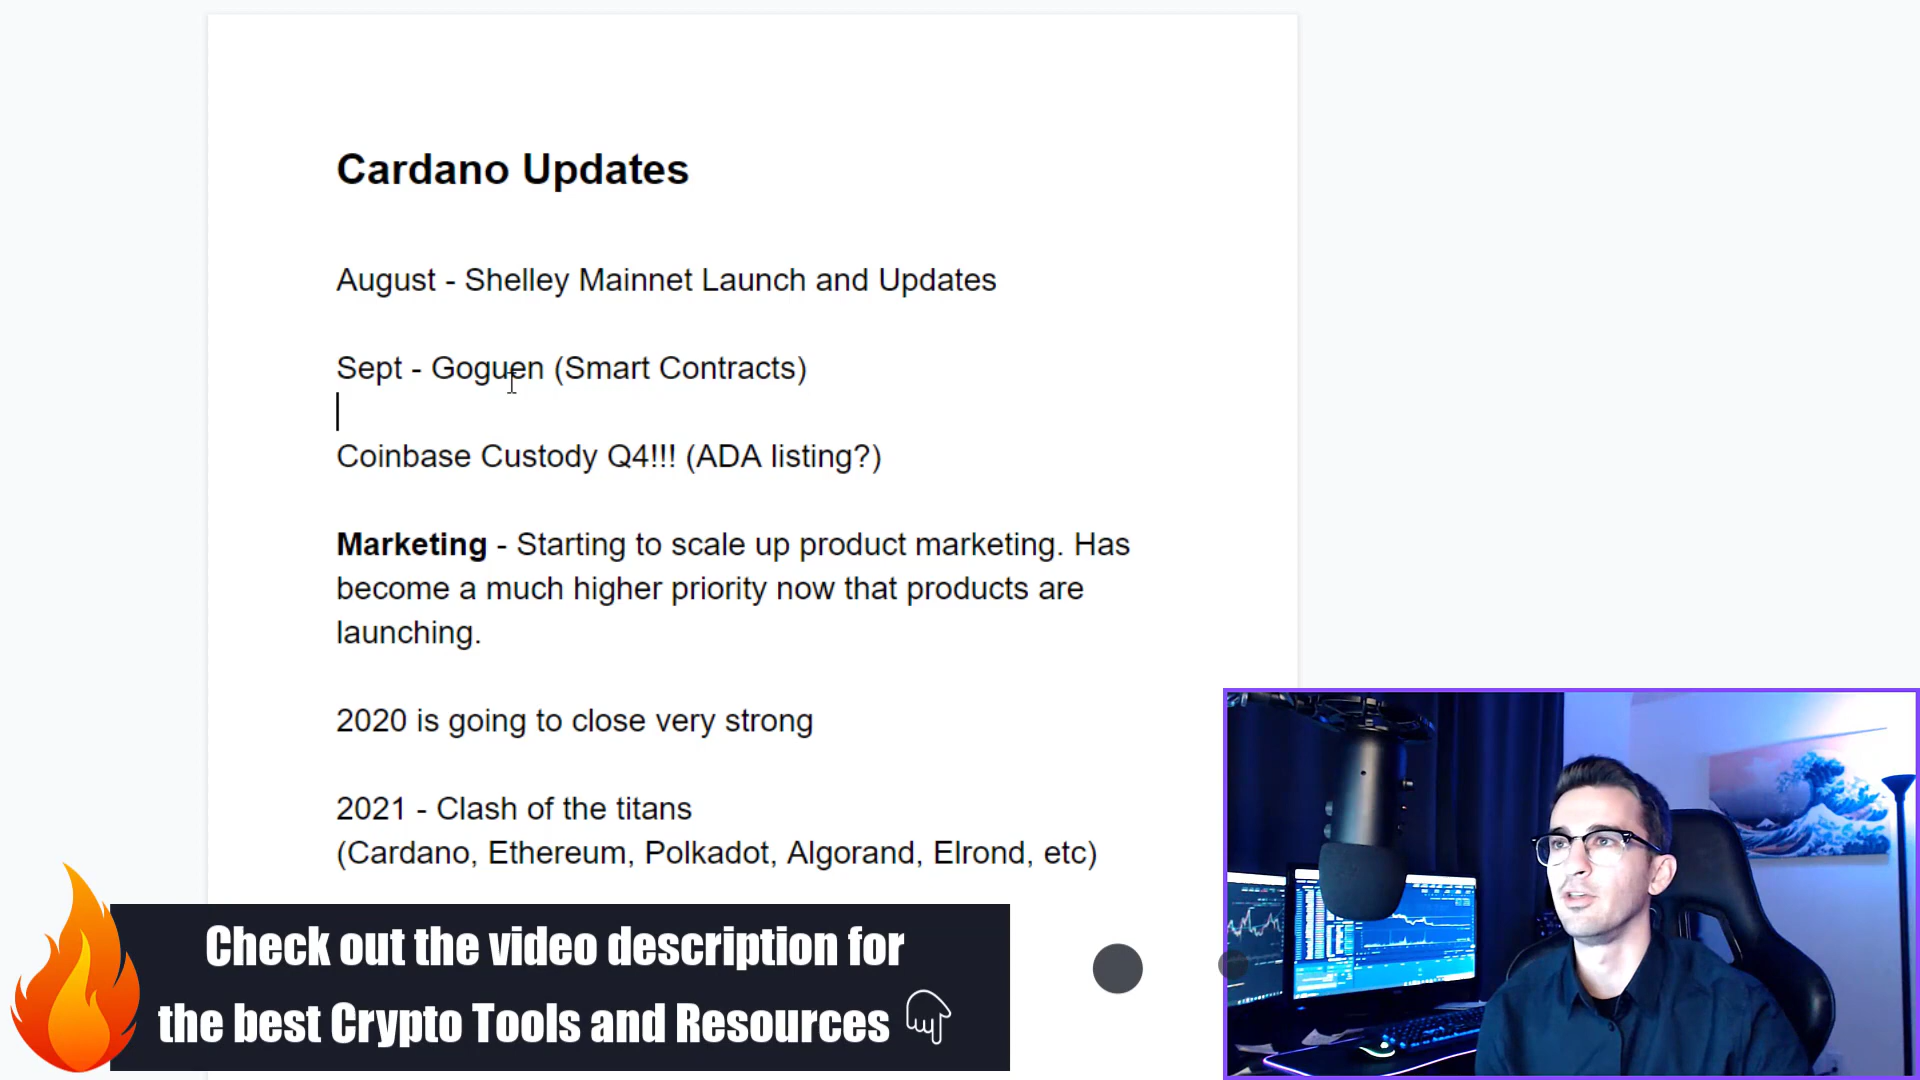 Cardano Updates
August - Shelley Mainnet Launch and Updates
Sept - Goguen (Smart Contracts)
Coinbase Custody Q4!!! (ADA listing?)
Marketing - Starting to scale up product marketing. Has
become a much higher priority now that products are
launching.
2020 is going to close very strong
2021 - Clash of the titans
(Cardano, Ethereum, Polkadot, Algorand, Elrond, etc)
Check out the video description for
the best Crypto Tools and Resources